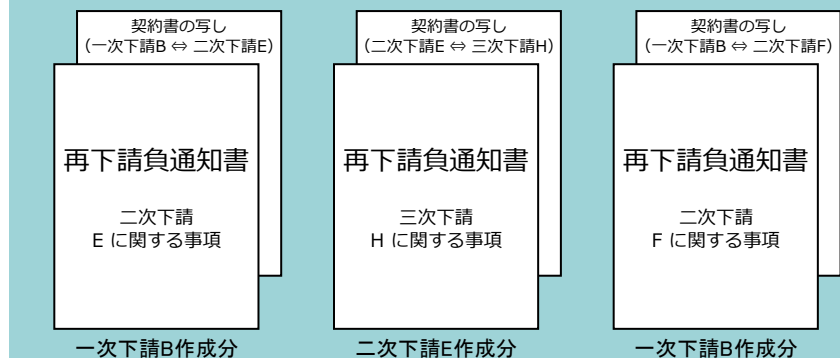 契約書の写し
（一次下請B ⇔ 二次下請E）
再下請負通知書
二次下請
E に関する事項
一次下請B作成分
契約書の写し
（二次下請E ⇔ 三次下請H）
再下請負通知書
三次下請
H に関する事項
二次下請E作成分
契約書の写し
（一次下請B ⇔ 二次下請F）
再下請負通知書
二次下請
F に関する事項
一次下請B作成分